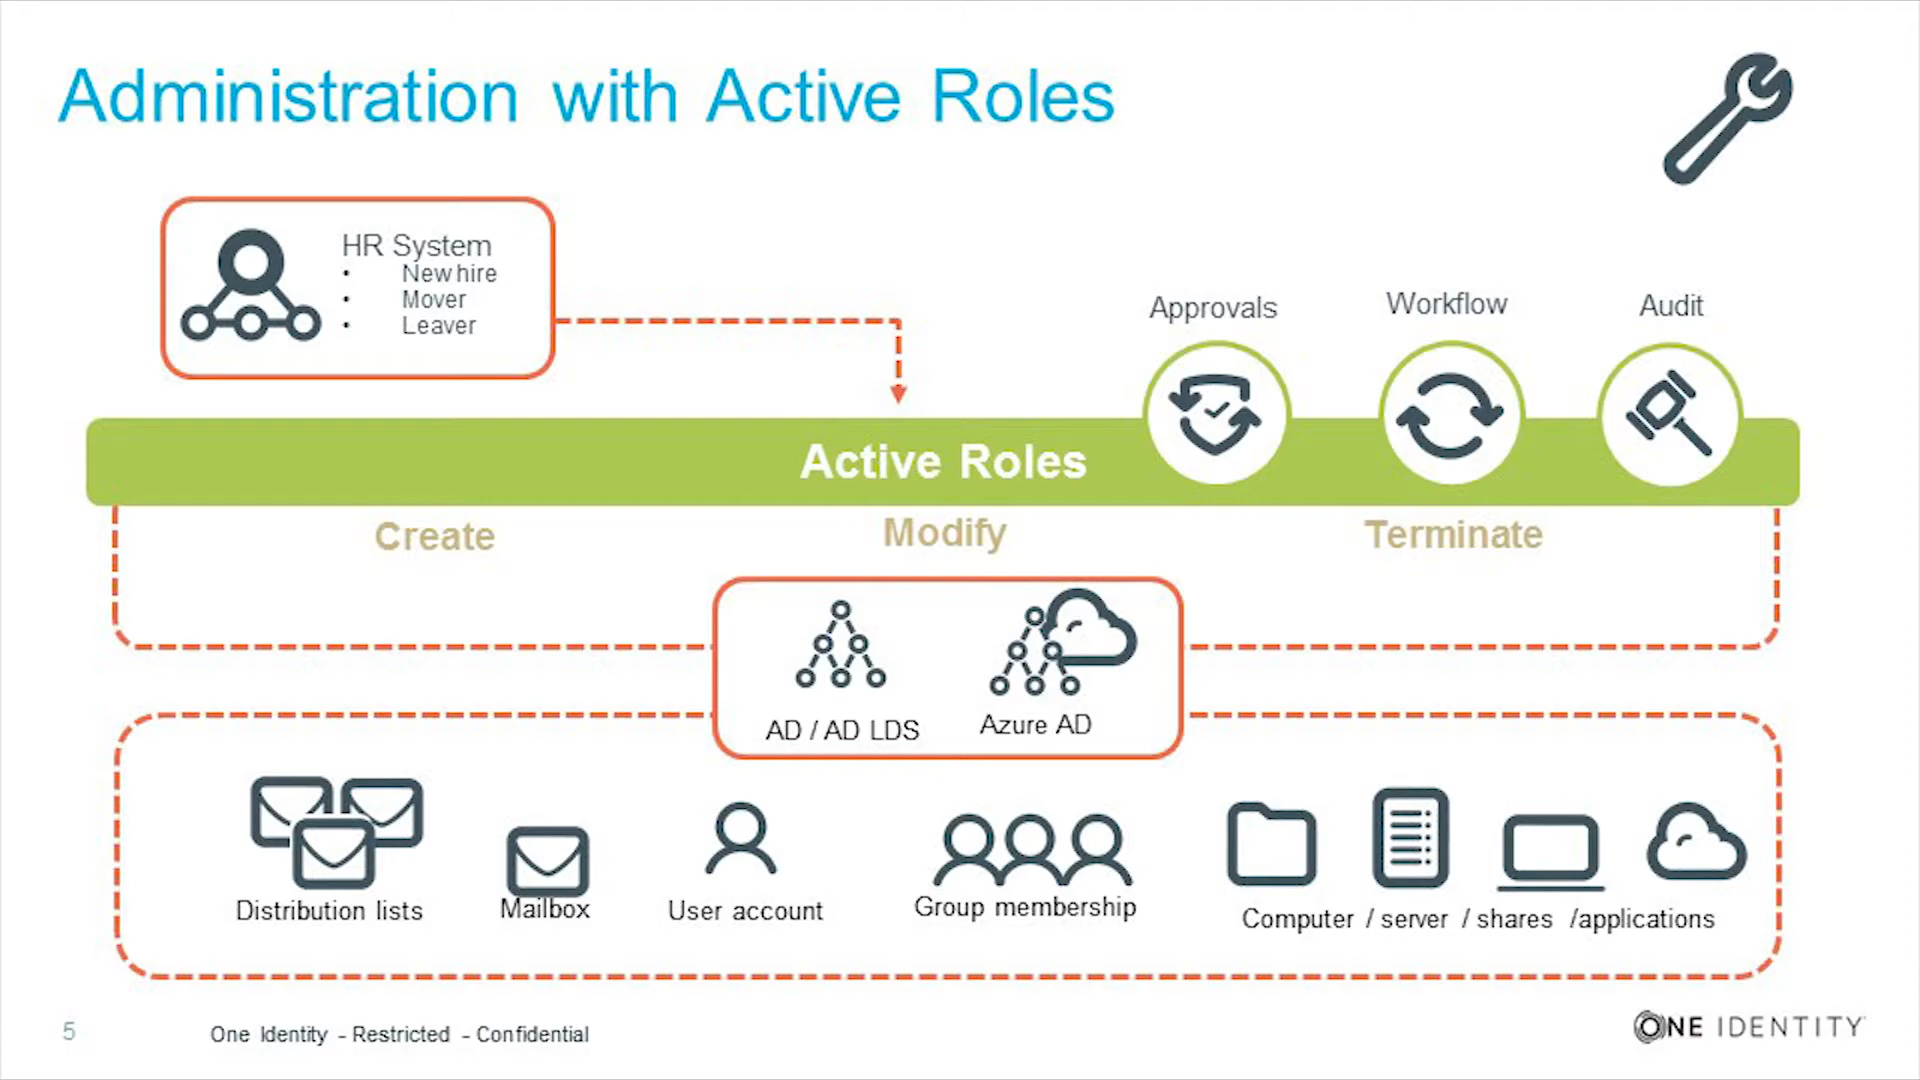 Administration with Active Roles
HR System
• New hire
• Mover
• Leaver
Approvals
Workflow
Audit
Active Roles
Create
Modify
Terminate
AD / AD LDS
Azure AD
Distribution lists
Mailbox
User account
Group membership
Computer / server / shares /applications
5
One Identity - Restricted - Confidential
ONE IDENTITY